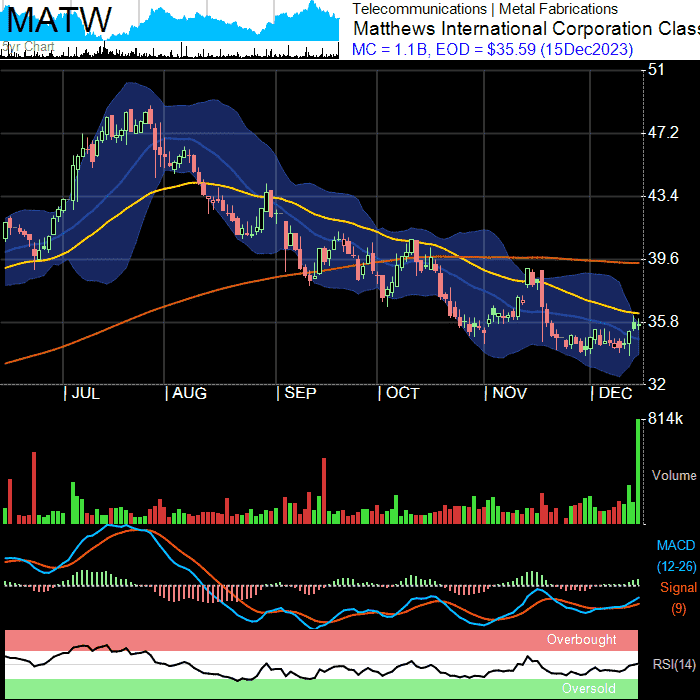 MATW
5yr Chart
Telecommunications | Metal Fabrications
Matthews International Corporation Clas
MC = 1.1B, EOD = $35.59 (15Dec2023)
51
47.2
43.4
39.6
35.8
32
| JUL | AUG | SEP | OCT | NOV | DEC
814k
Volume
MACD
(12-26)
Signal
(9)
Overbought
RSI(14)
Oversold